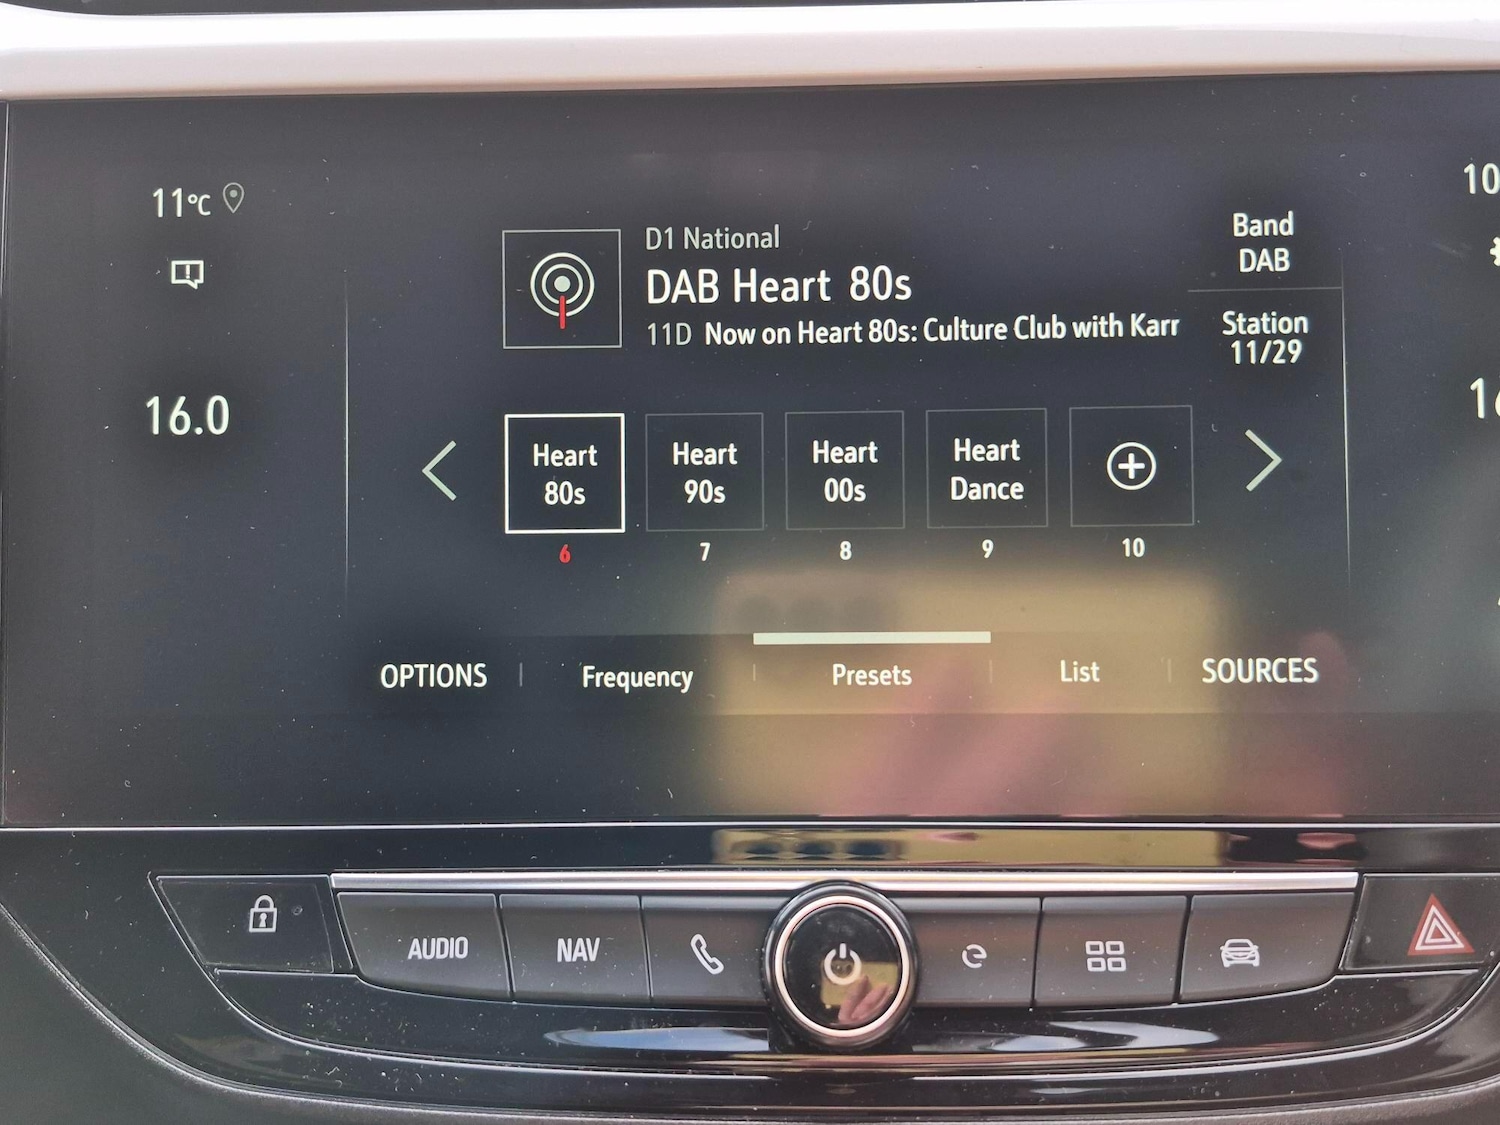 11°C
16.0
D1 National
DAB Heart 80s
11D Now on Heart 80s: Culture Club with Karr
Band
DAB
Station
11/29
10
Heart
80s
Heart
90s
Heart
00s
Heart
Dance
6
7
8
9
10
OPTIONS
Frequency
Presets
List
SOURCES
AUDIO
NAV